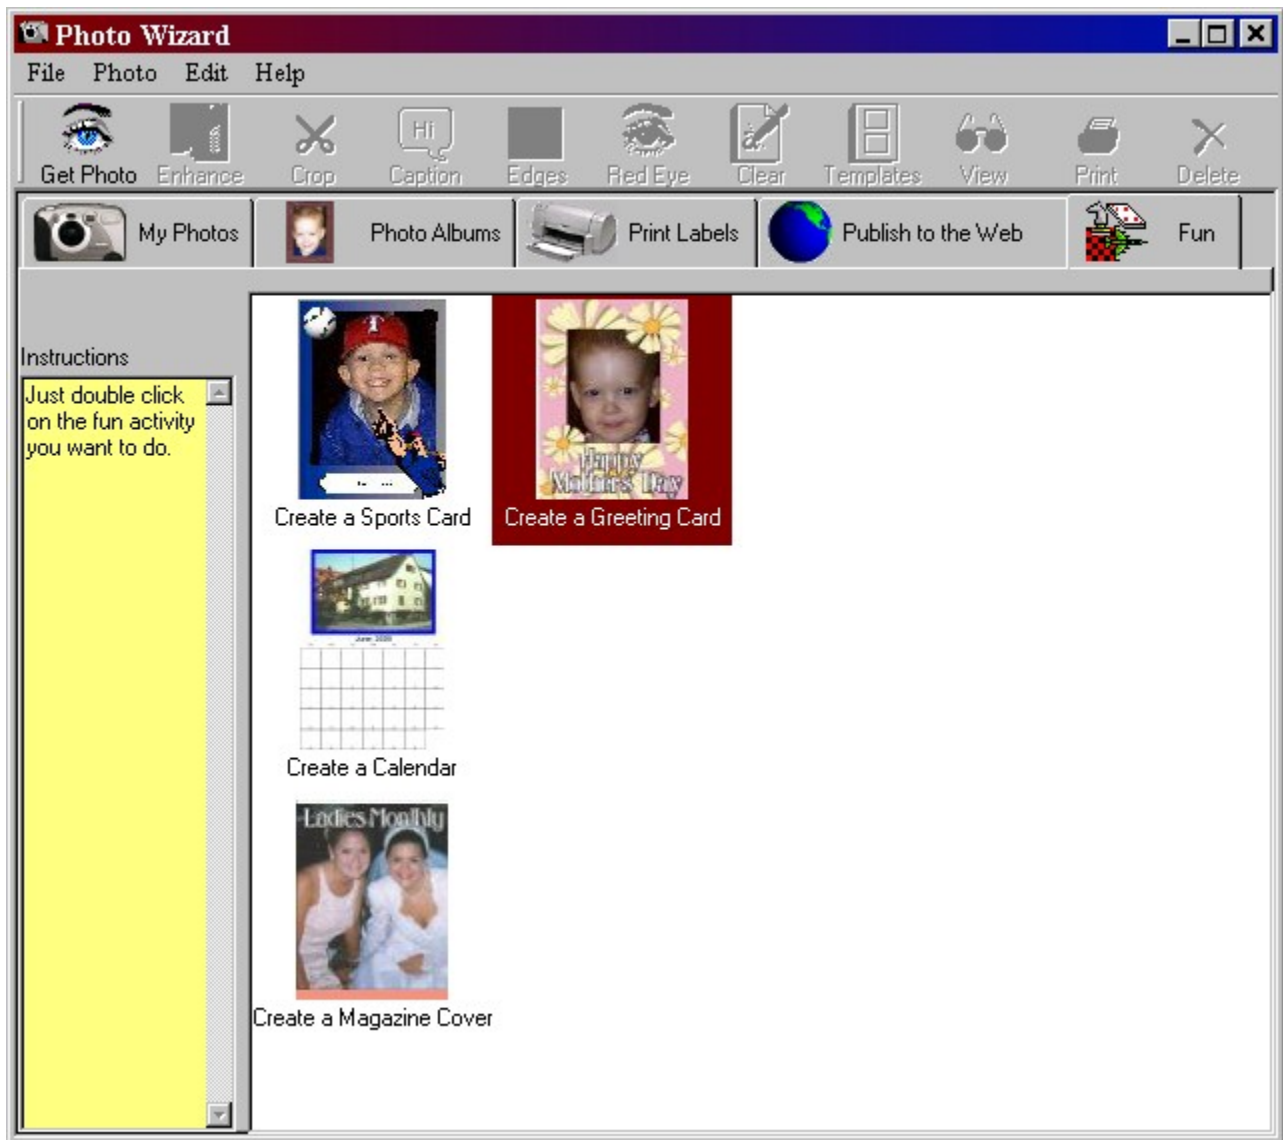 Photo Wizard
File Photo Edit Help
Hi
a.
Get Photo Enhance Crop Caption Edges Red Eye Clear Templates View Print Delete
My Photos Photo Albums Print Labels Publish to the Web Fun
Instructions
Just double click
on the fun activity
you want to do.
T
Happy
Mothers Day
Create a Sports Card Create a Greeting Card
June
Create a Calendar
Ladies Monthly
Create a Magazine Cover